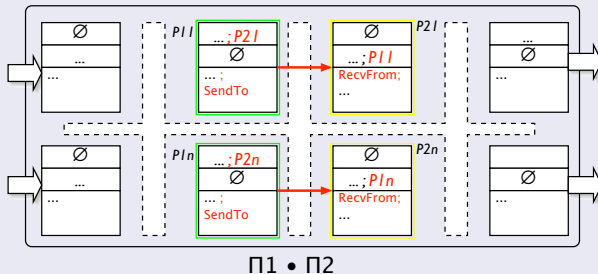 P11
P21
∅
...
...
...;P21
∅
... ;
SendTo
∅
...;P11
RecvFrom;
...
∅
...
...
P1n
P2n
∅
...
...
...;P2n
∅
... ;
SendTo
∅
...;P1n
RecvFrom;
...
∅
...
...
Π1 • Π2